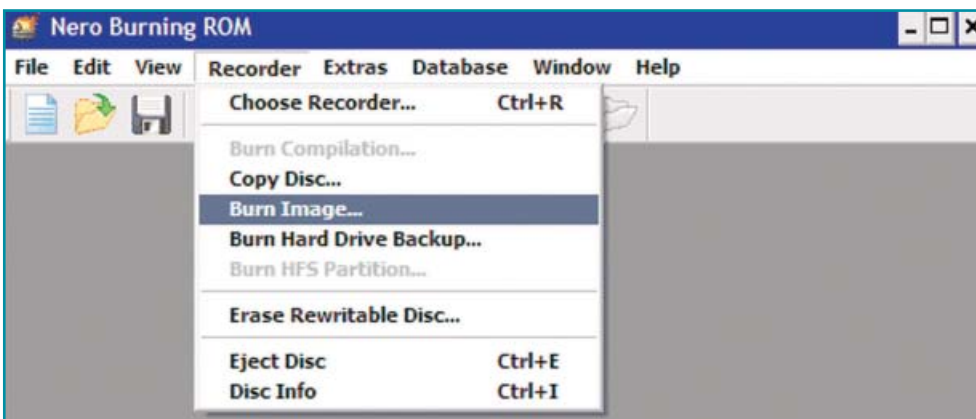 Nero Burning ROM
File Edit View Recorder Extras Database Window Help
Choose Recorder... Ctrl+R
Burn Compilation...
Copy Disc...
Burn Image...
Burn Hard Drive Backup...
Burn HFS Partition...
Erase Rewritable Disc...
Eject Disc Ctrl+E
Disc Info Ctrl+I